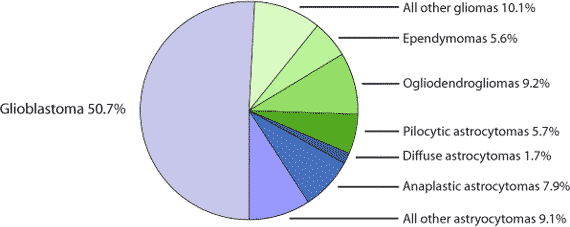 All other gliomas 10.1%
Ependymomas 5.6%
Glioblastoma 50.7%
Ogliodendrogliomas 9.2%
Pilocytic astrocytomas 5.7%
Diffuse astrocytomas 1.7%
Anaplastic astrocytomas 7.9%
All other astryocytomas 9.1%